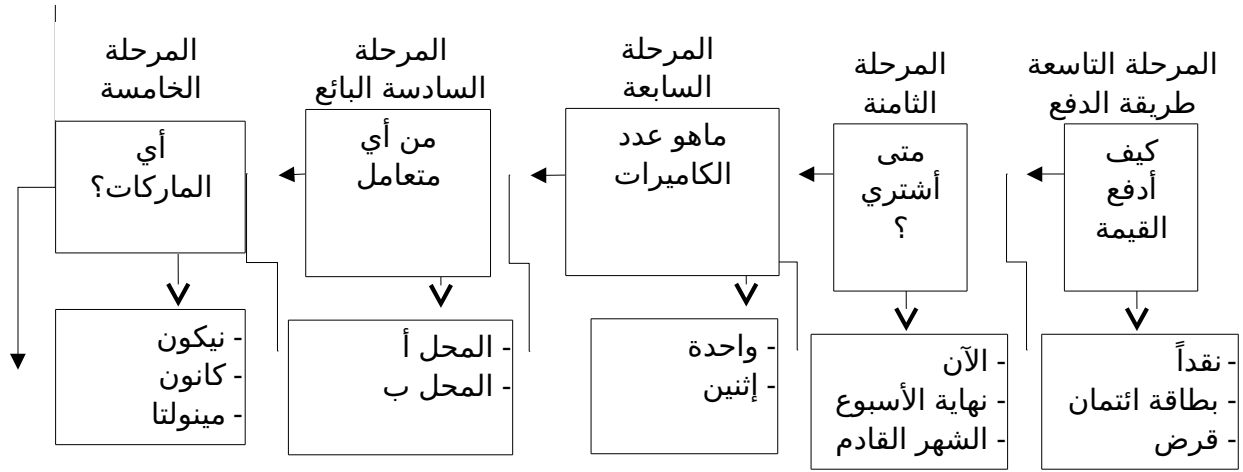 المرحلة التاسعة
طريقة الدفع
كيف
أدفع
القيمة
- نقداً
- بطاقة ائتمان
- قرض
المرحلة
الثامنة
متى
أشتري
؟
- الآن
- نهاية الأسبوع
- الشهر القادم
المرحلة
السابعة
ماهو عدد
الكاميرات
- واحدة
- إثنين
المرحلة
السادسة البائع
من أي
متعامل
- المحل أ
- المحل ب
المرحلة
الخامسة
أي
الماركات؟
- نيكون
- كانون
- مينولتا